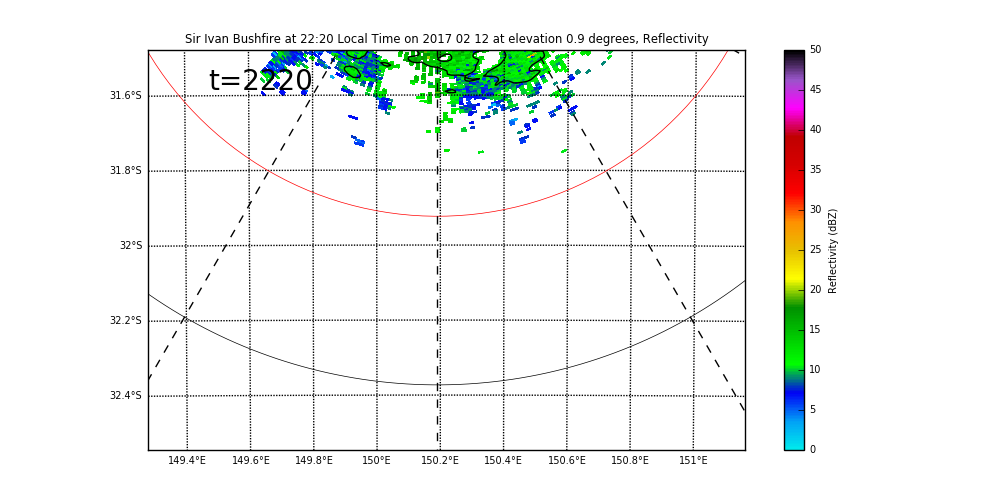 Sir Ivan Bushfire at 22:20 Local Time on 2017 02 12 at elevation 0.9 degrees, Reflectivity
t=2220
31.6°S
31.8°S
32°S
32.2°S
32.4°S
149.4°E 149.6°E 149.8°E 150°E 150.2°E 150.4°E 150.6°E 150.8°E 151°E
50
45
40
35
30
25
20
15
10
5
0
Reflectivity (dBZ)